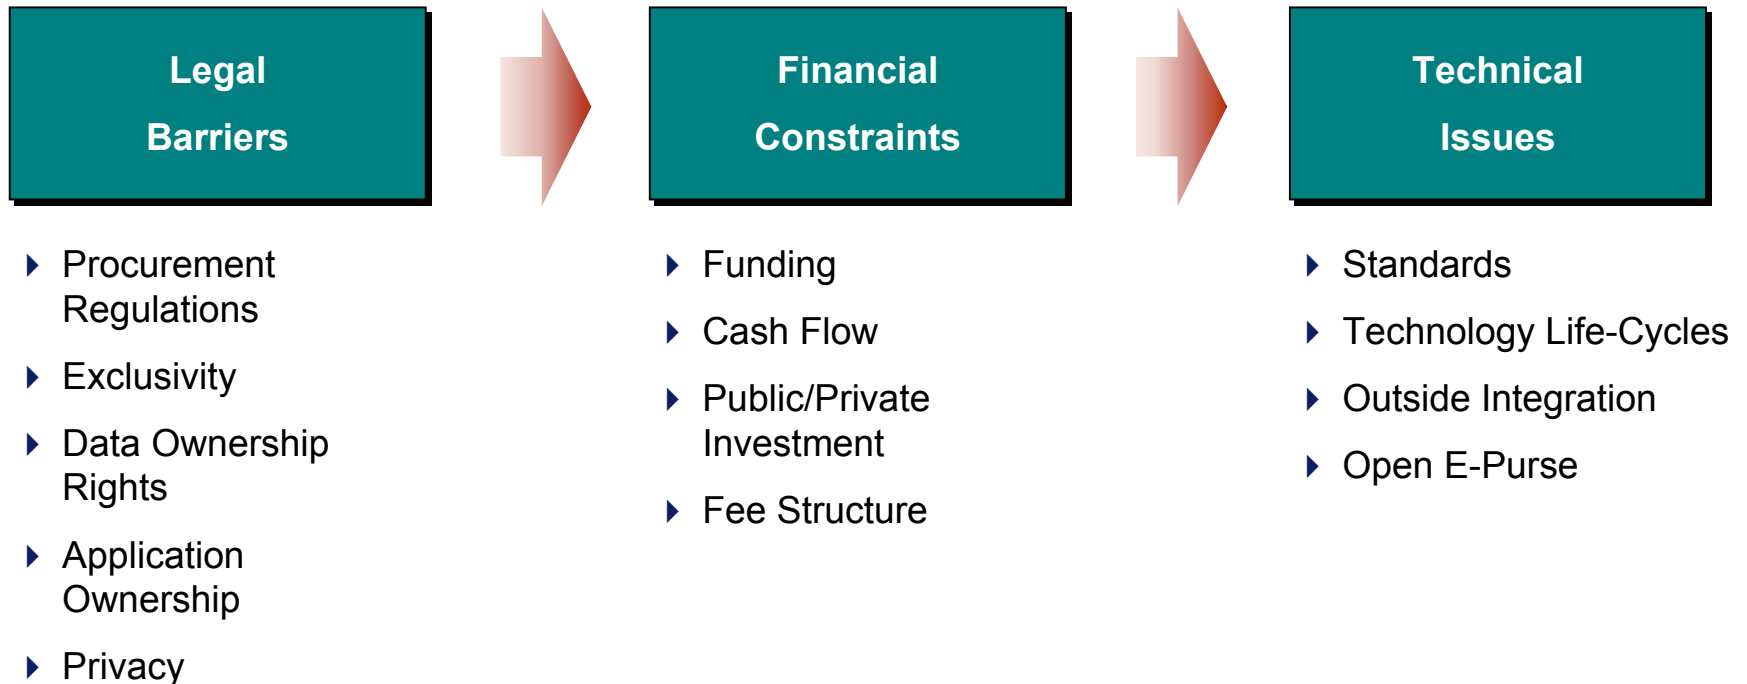 Legal
Barriers
Procurement
Regulations
Exclusivity
Data Ownership
Rights
Application
Ownership
Privacy
Financial
Constraints
Funding
Cash Flow
Public/Private
Investment
Fee Structure
Technical
Issues
Standards
Technology Life-Cycles
Outside Integration
Open E-Purse